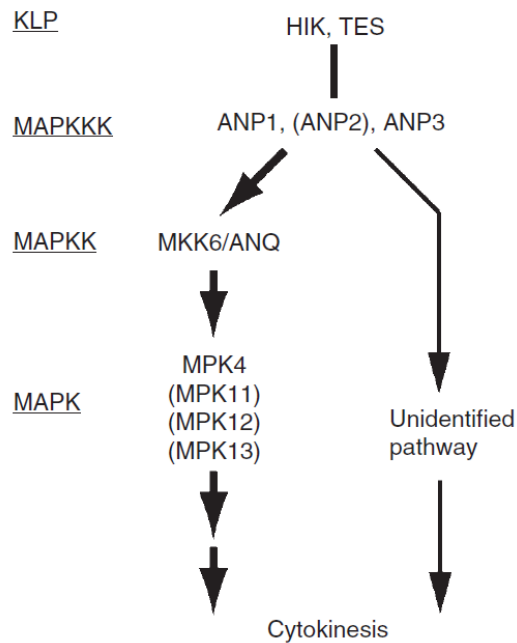 KLP
HIK, TES
MAPKKK
ANP1, (ANP2), ANP3
MAPKK
MKK6/ANQ
MAPK
MPK4
(MPK11)
(MPK12)
(MPK13)
Unidentified
pathway
Cytokinesis